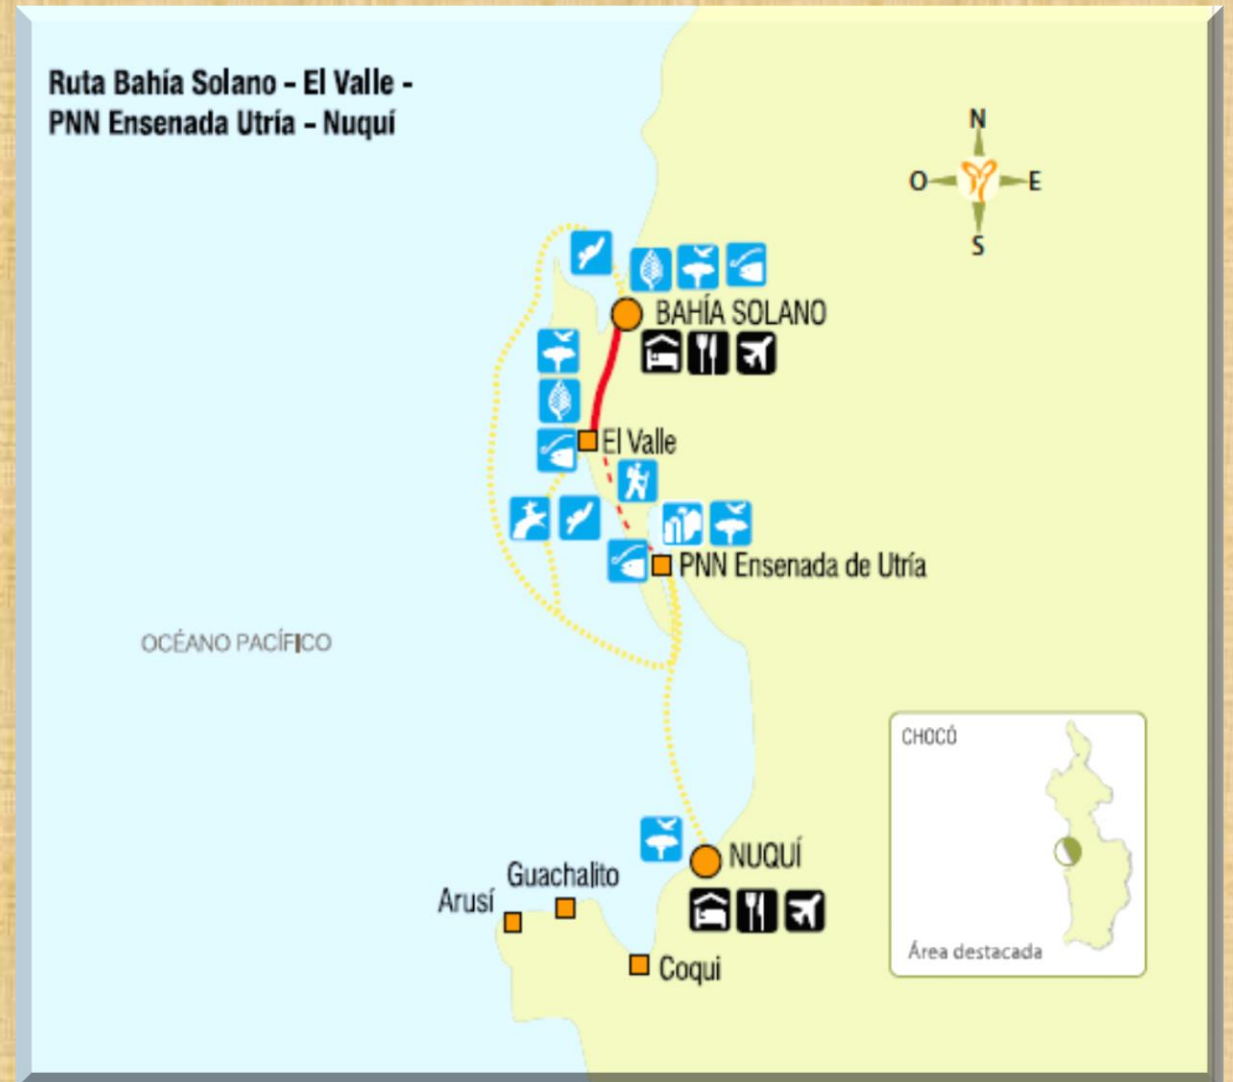 Ruta Bahía Solano - El Valle -
PNN Ensenada Utría - Nuquí
N
O E
S
BAHÍA SOLANO
El Valle
PNN Ensenada de Utría
OCÉANO PACÍFICO
CHOCÓ
NUQUÍ
Guachalito
Arusí
Área destacada
Coqui